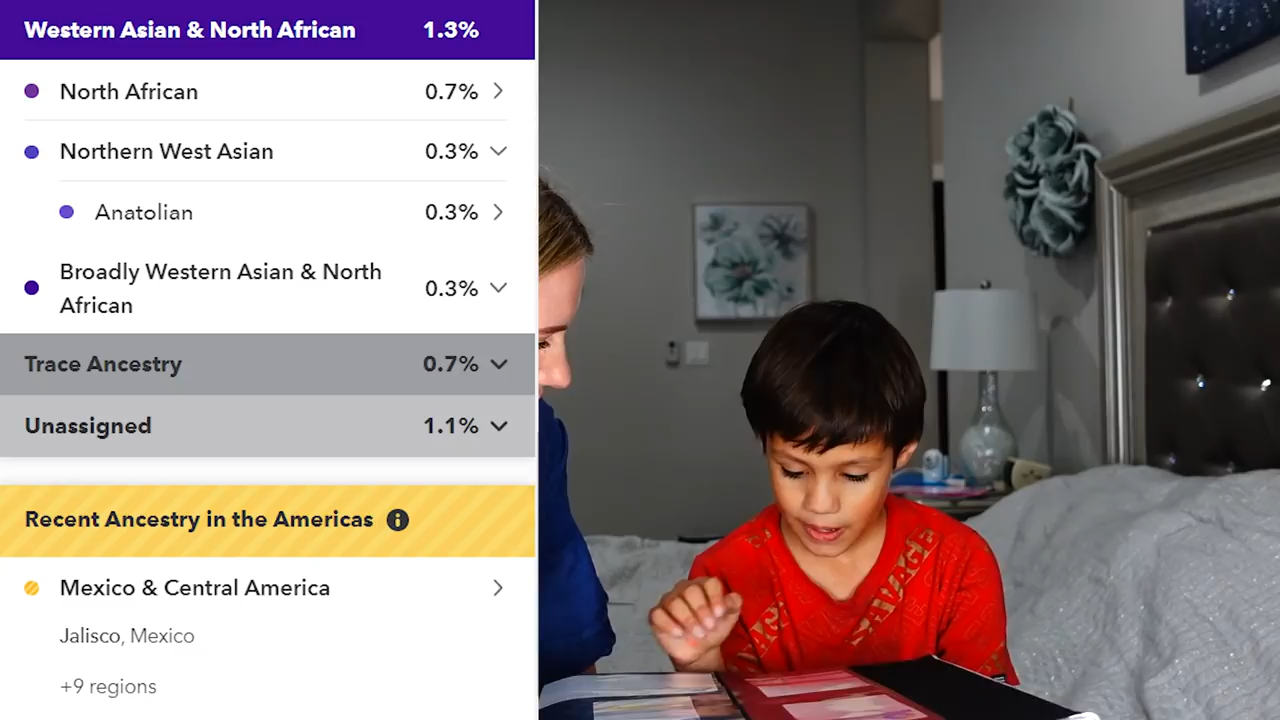 Western Asian & North African 1.3%
North African 0.7%
Northern West Asian 0.3%
Anatolian 0.3%
Broadly Western Asian & North
African 0.3%
Trace Ancestry 0.7%
Unassigned 1.1%
Recent Ancestry in the Americas
Mexico & Central America
Jalisco, Mexico
+9 regions
SAVAGE